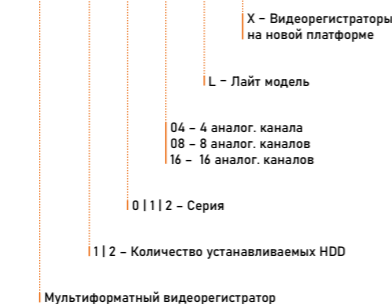 X – Видеорегистраторы
на новой платформе
L – Лайт модель
04 – 4 аналог. канала
08 – 8 аналог. каналов
16 – 16 аналог. каналов
0 | 1 | 2 – Серия
1 | 2 – Количество устанавливаемых HDD
Мультиформатный видеорегистратор